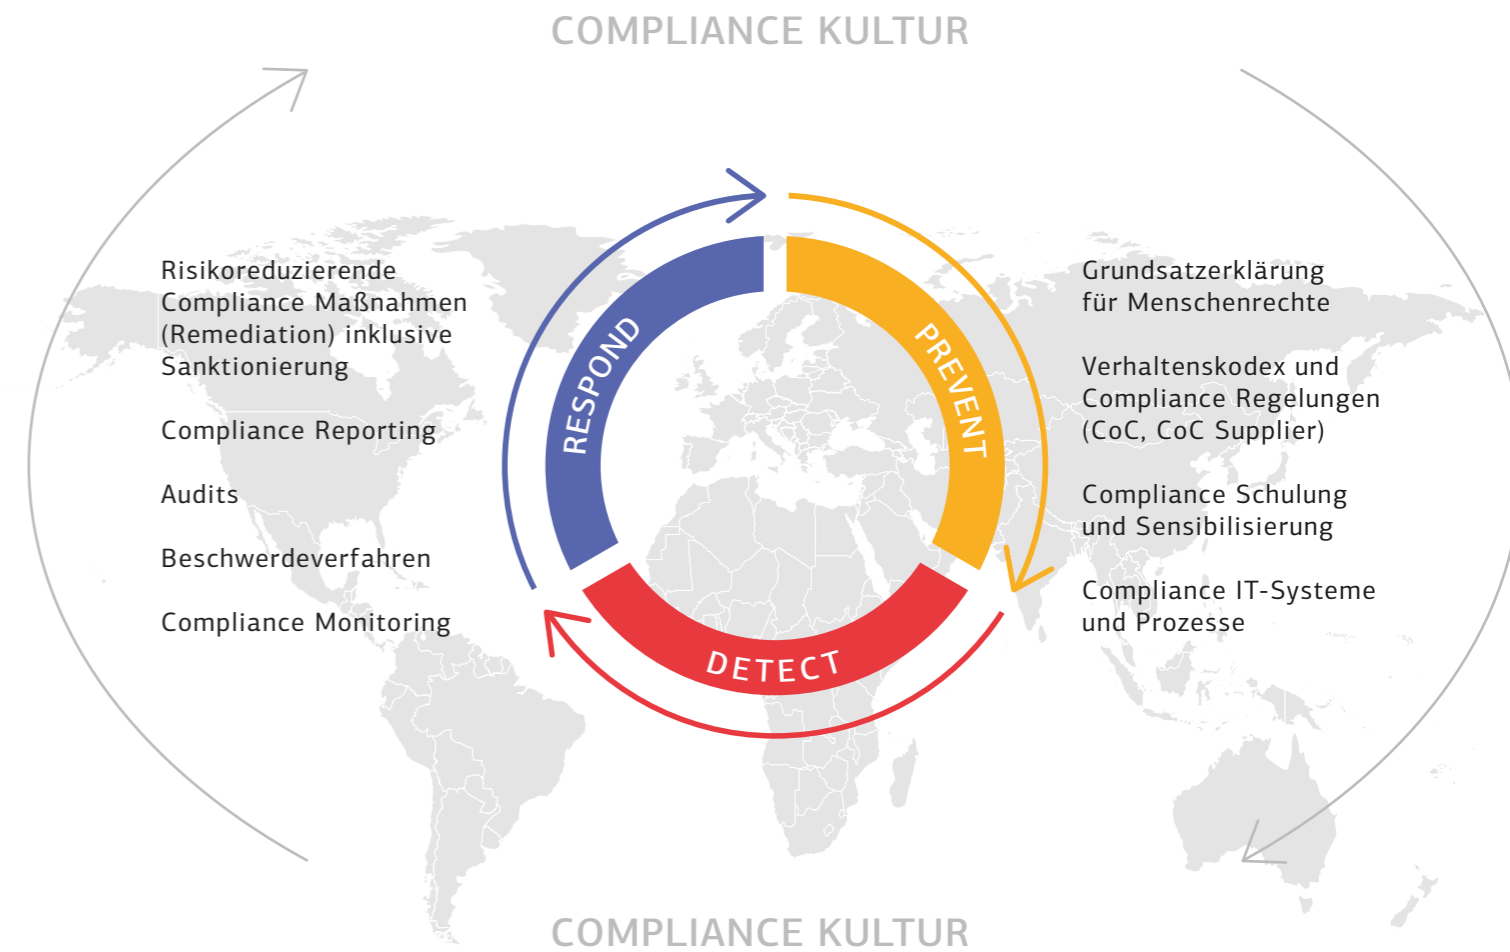 COMPLIANCE KULTUR
Risikoreduzierende
Compliance Maßnahmen
(Remediation) inklusive
Sanktionierung
Compliance Reporting
Audits
Beschwerdeverfahren
Compliance Monitoring
RESPOND
PREVENT
DETECT
Grundsatzerklärung
für Menschenrechte
Verhaltenskodex und
Compliance Regelungen
(CoC, CoC Supplier)
Compliance Schulung
und Sensibilisierung
Compliance IT-Systeme
und Prozesse
COMPLIANCE KULTUR